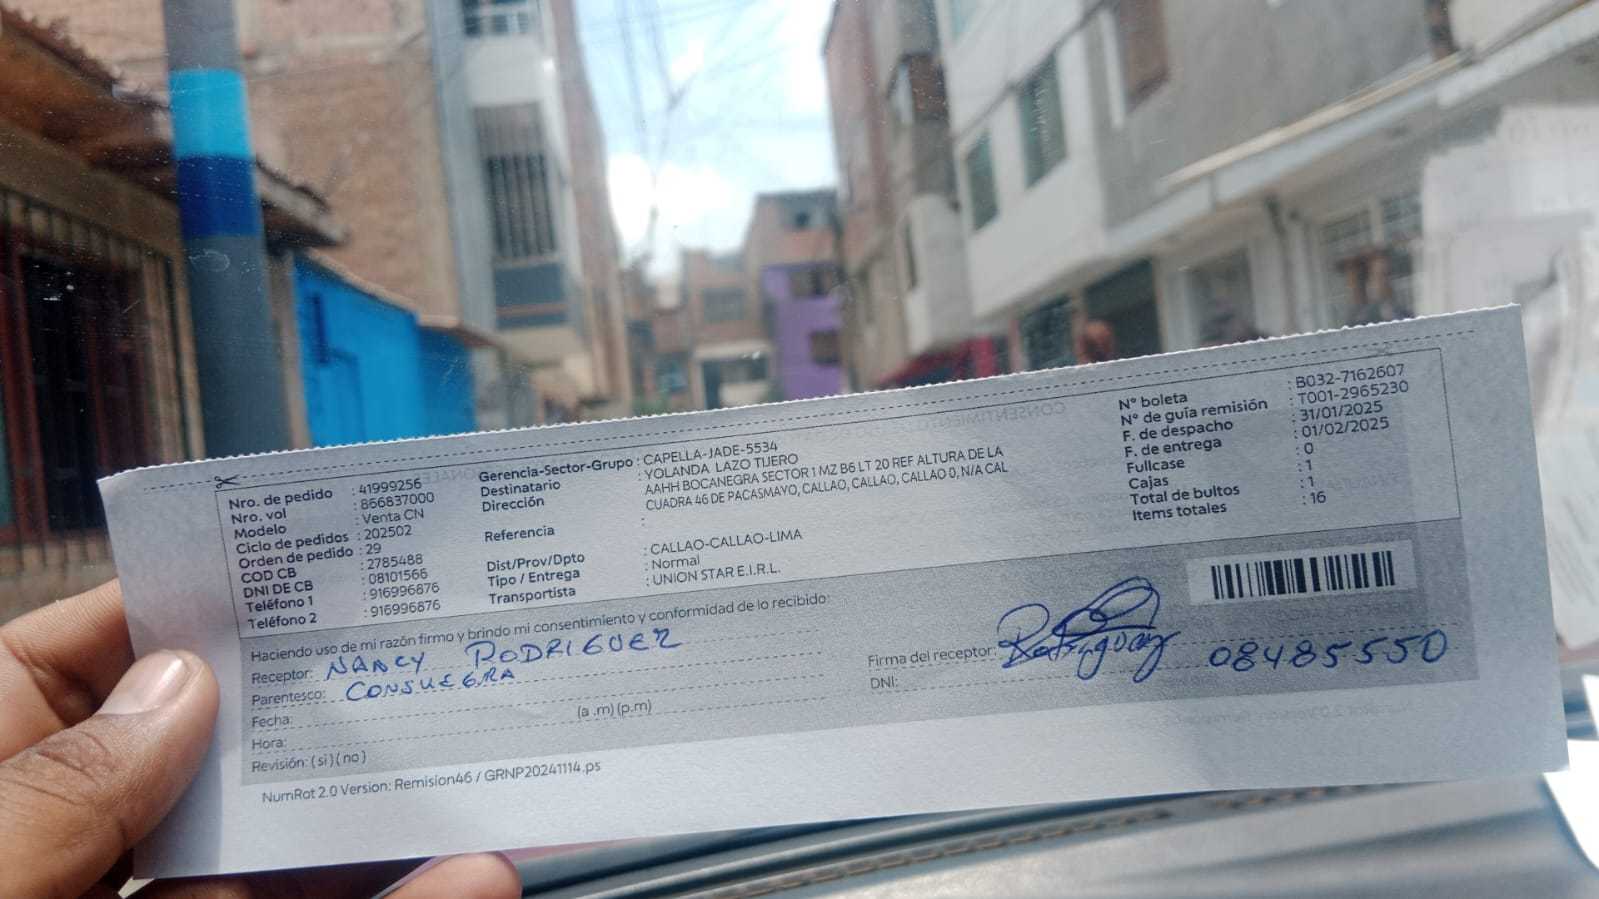 Nro. de pedido : 41999256
Nro. vol : 866837000
Modelo : Venta CN
Ciclo de pedidos : 202502
Orden de pedido : 29
COD CB : 2785488
DNI DE CB : 08101566
Teléfono 1 : 916996876
Teléfono 2 : 916996876
Gerencia-Sector-Grupo : CAPELLA-JADE-5534
Destinatario : YOLANDA LAZO TIJERO
Dirección : AAHH BOCANEGRA SECTOR 1 MZ B6 LT 20 REF ALTURA DE LA
CUADRA 46 DE PACASMAYO, CALLAO, CALLAO, CALLAO 0, N/A CAL
Referencia :
Dist/Prov/Dpto : CALLAO-CALLAO-LIMA
Tipo / Entrega : Normal
Transportista : UNION STAR E.I.R.L.
N° boleta : B032-7162607
N° de guía remisión : T001-2965230
F. de despacho : 31/01/2025
F. de entrega : 01/02/2025
Fullcase : 0
Cajas : 1
Total de bultos : 1
Items totales : 16
Haciendo uso de mi razón firmo y brindo mi consentimiento y conformidad de lo recibido:
Receptor: NANCY RODRIGUEZ
Parentesco: CONSUEGRA
Fecha:
Hora: (a .m) (p.m)
Revisión: ( si ) ( no )
Firma del receptor:
DNI: 08485550
NumRot 2.0 Version: Remision46 / GRNP20241114.ps